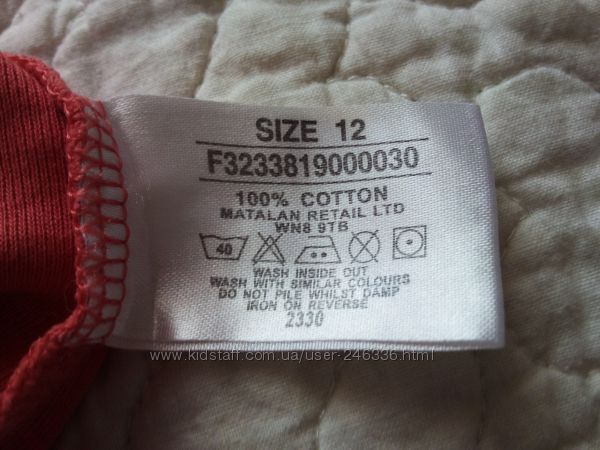 SIZE 12
F3233819000030
100% COTTON
MATALAN RETAIL LTD
WN8 9TB
40
WASH INSIDE OUT
WASH WITH SIMILAR COLOURS
DO NOT PILE WHILST DAMP
IRON ON REVERSE
2330
www.kidstaff.com.ua/user-246336.html